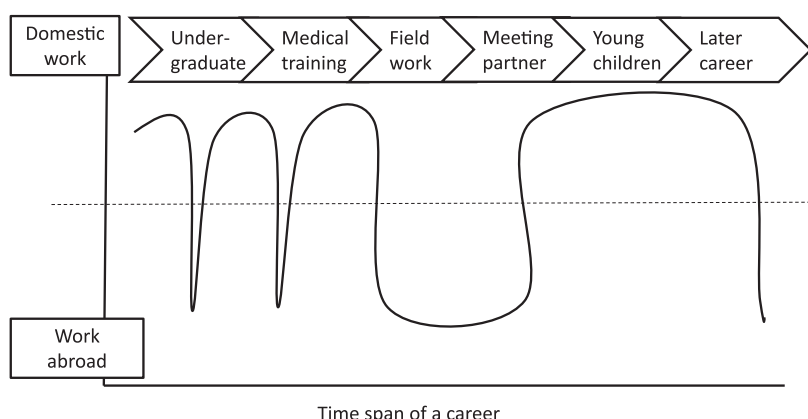 Domestic
work
Under-
graduate
Medical
training
Field
work
Meeting
partner
Young
children
Later
career
Work
abroad
Time span of a career